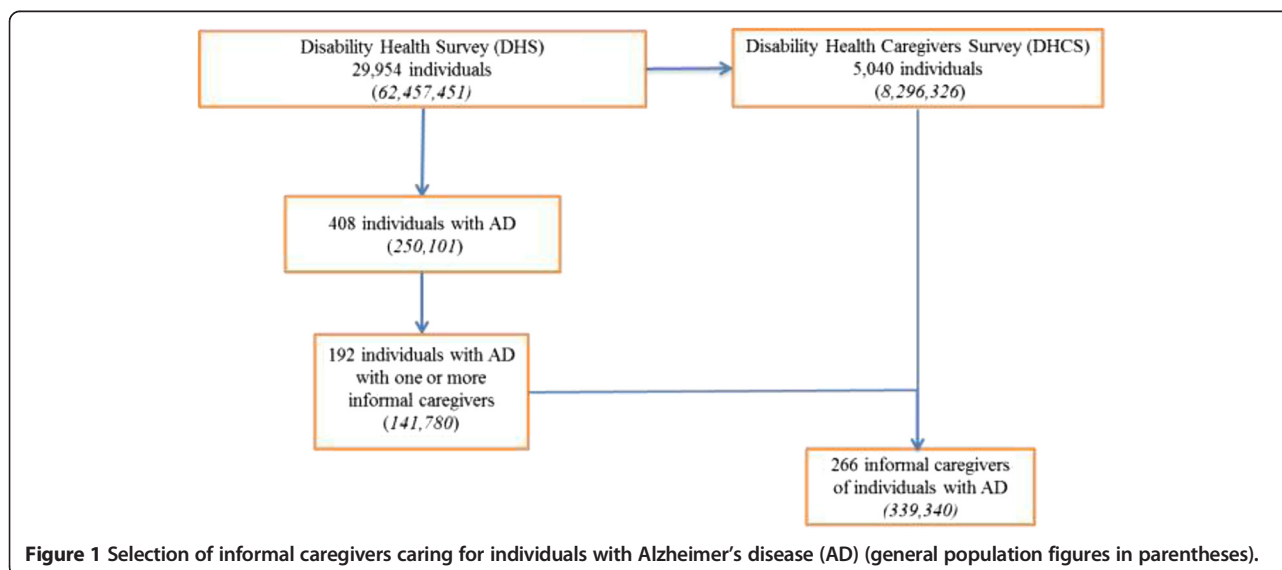 Disability Health Survey (DHS)
29,954 individuals
(62,457,451)
Disability Health Caregivers Survey (DHCS)
5,040 individuals
(8,296,326)
408 individuals with AD
(250,101)
192 individuals with AD
with one or more
informal caregivers
(141,780)
266 informal caregivers
of individuals with AD
(339,340)
Figure 1 Selection of informal caregivers caring for individuals with Alzheimer's disease (AD) (general population figures in parentheses).